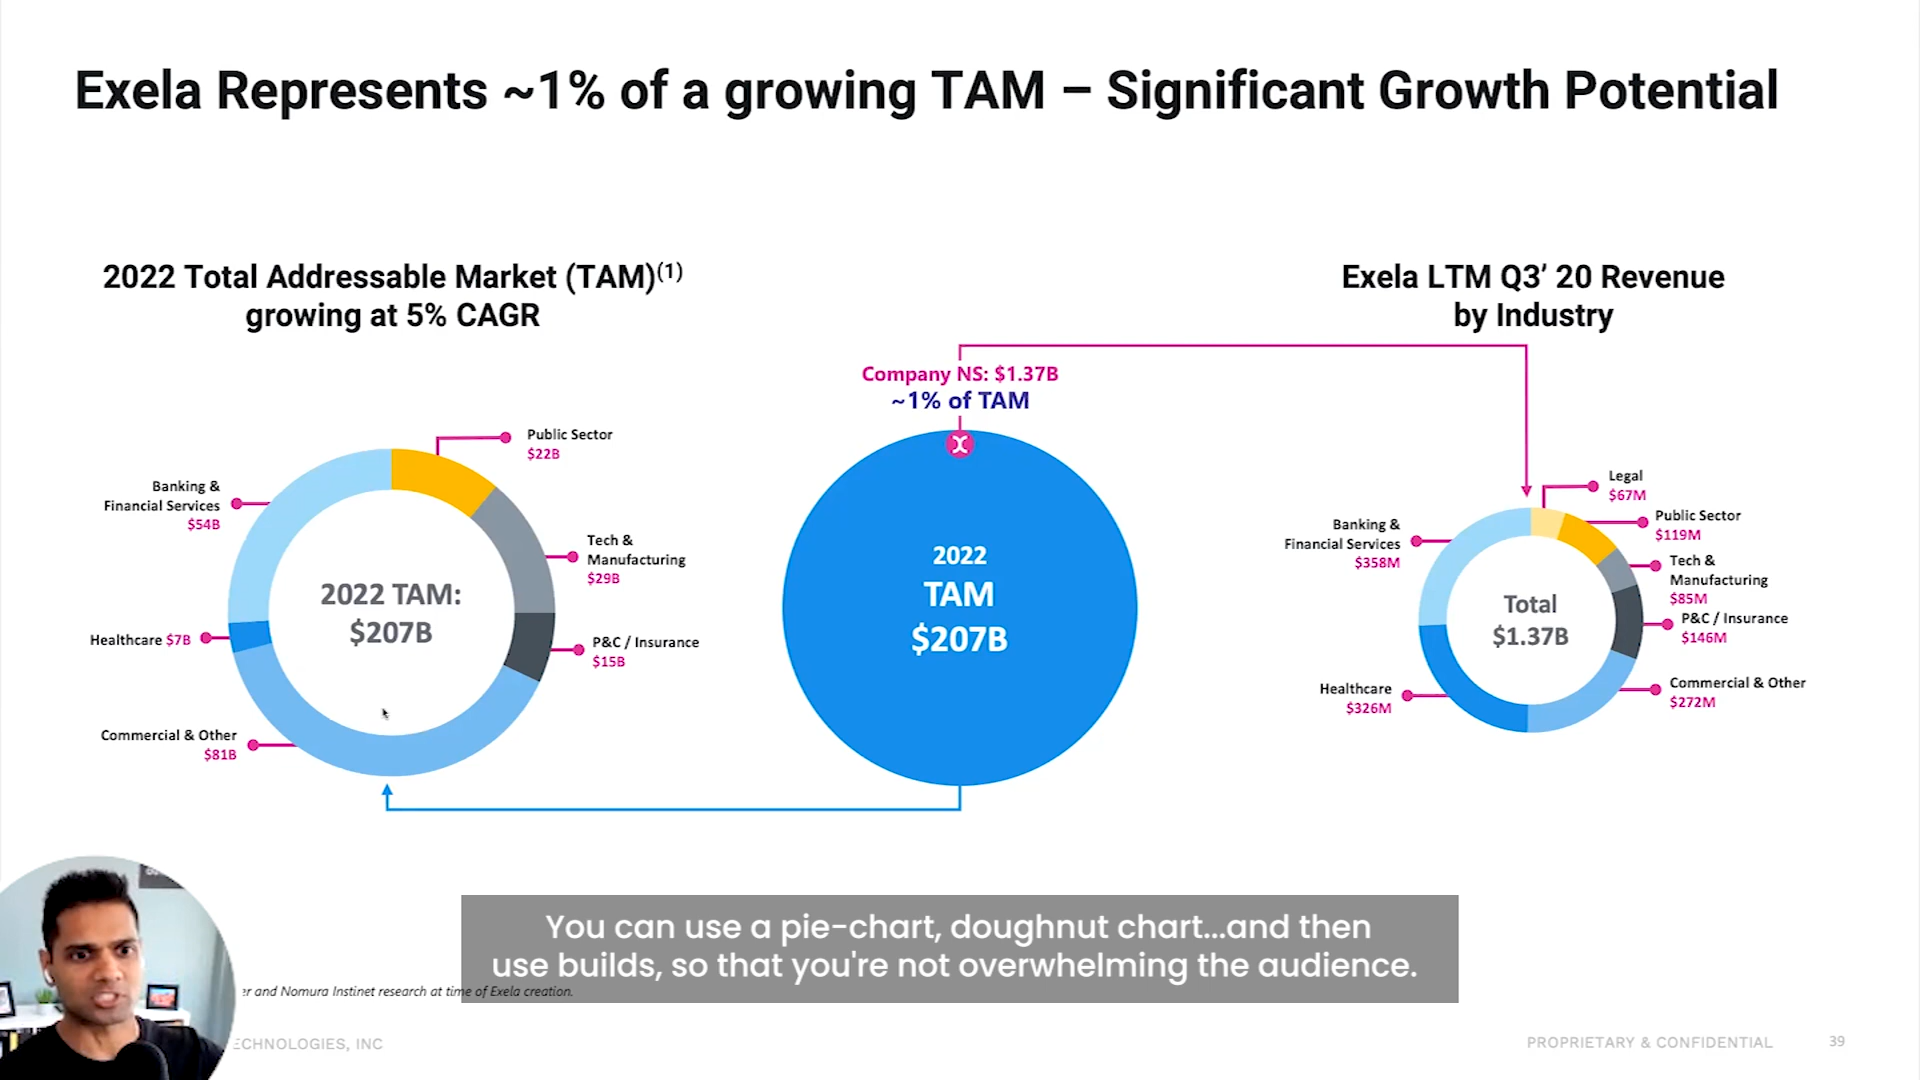 Exela Represents ~1% of a growing TAM – Significant Growth Potential
2022 Total Addressable Market (TAM)(1)
growing at 5% CAGR
Public Sector
$22B
Banking &
Financial Services
$54B
Tech &
Manufacturing
$29B
2022 TAM:
$207B
Healthcare $7B
P&C / Insurance
$15B
Commercial & Other
$81B
Company NS: $1.37B
~1% of TAM
2022
TAM
$207B
Exela LTM Q3’ 20 Revenue
by Industry
Legal
$67M
Public Sector
$119M
Banking &
Financial Services
$358M
Tech &
Manufacturing
$85M
Total
$1.37B
P&C / Insurance
$146M
Healthcare
$326M
Commercial & Other
$272M
You can use a pie-chart, doughnut chart...and then
use builds, so that you're not overwhelming the audience.
and Nomura Instinet research at time of Exela creation.
ECHNOLOGIES, INC
PROPRIETARY & CONFIDENTIAL
39